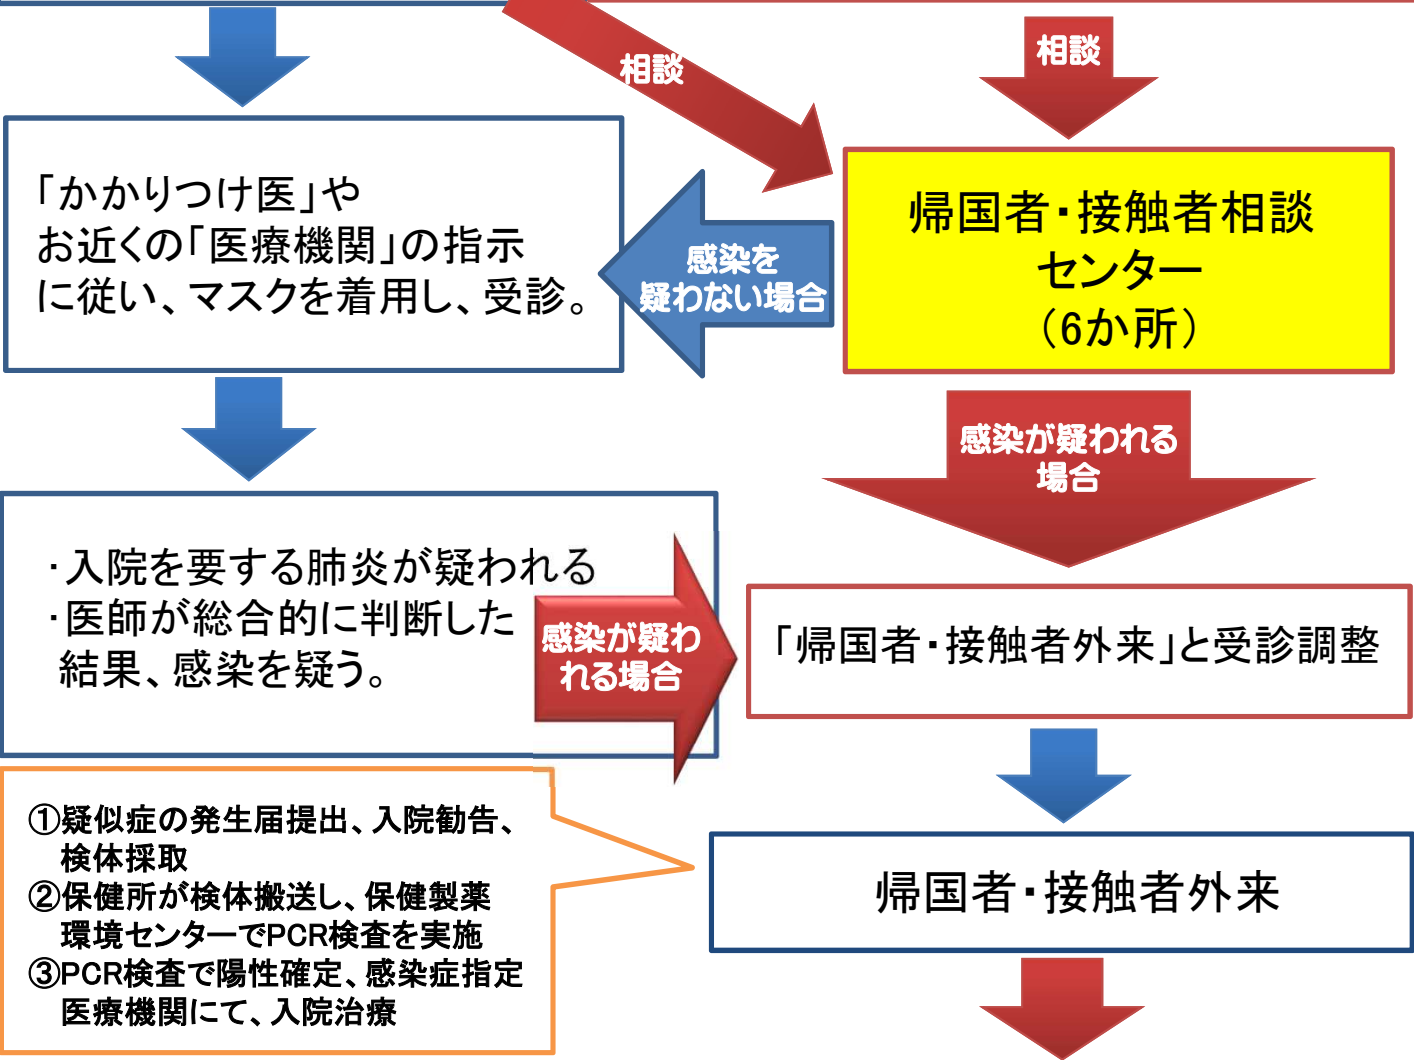 相談
相談
「かかりつけ医」や
お近くの「医療機関」の指示
に従い、マスクを着用し、受診。
感染を
疑わない場合
帰国者・接触者相談
センター
（6か所）
感染が疑われる
場合
・入院を要する肺炎が疑われる
・医師が総合的に判断した
結果、感染を疑う。
感染が疑わ
れる場合
「帰国者・接触者外来」と受診調整
①疑似症の発生届提出、入院勧告、
検体採取
②保健所が検体搬送し、保健製薬
環境センターでPCR検査を実施
③PCR検査で陽性確定、感染症指定
医療機関にて、入院治療
帰国者・接触者外来